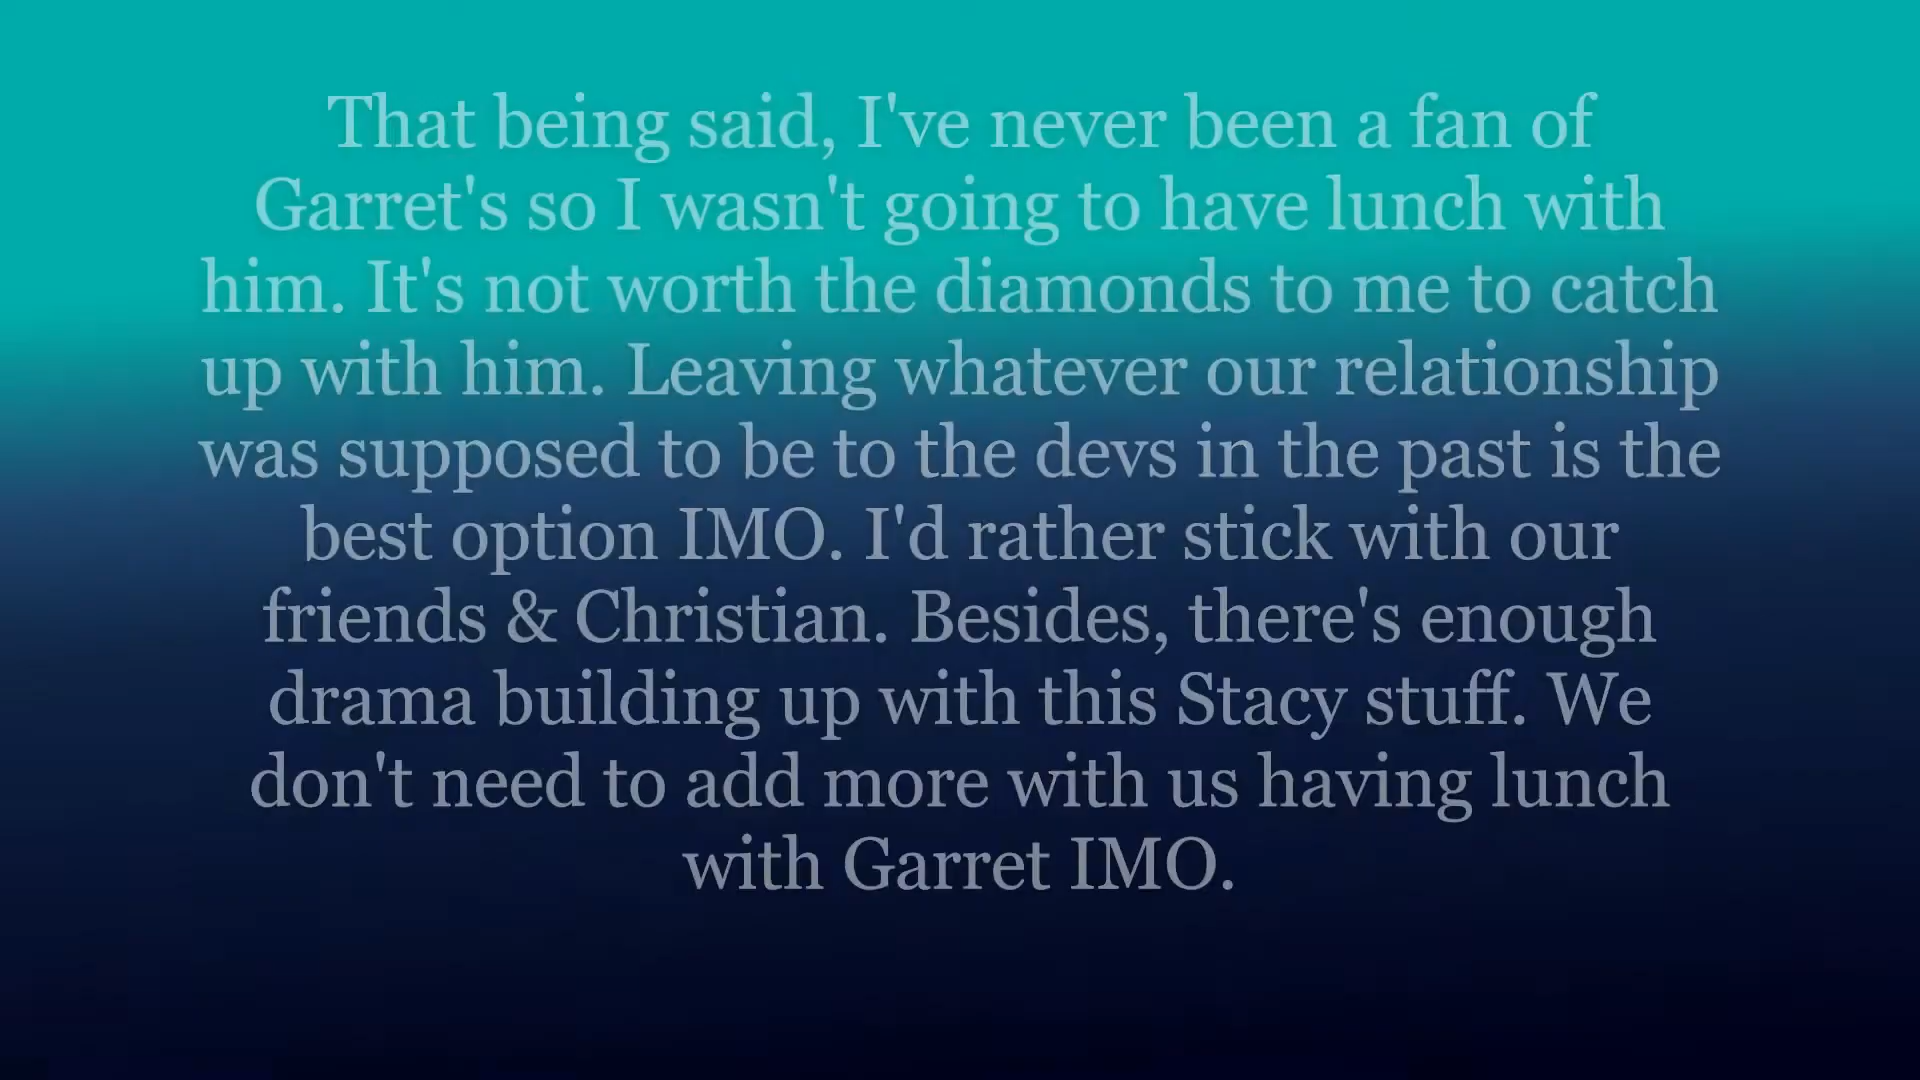 That being said, I've never been a fan of
Garret's so I wasn't going to have lunch with
him. It's not worth the diamonds to me to catch
up with him. Leaving whatever our relationship
was supposed to be to the devs in the past is the
best option IMO. I'd rather stick with our
friends & Christian. Besides, there's enough
drama building up with this Stacy stuff. We
don't need to add more with us having lunch
with Garret IMO.